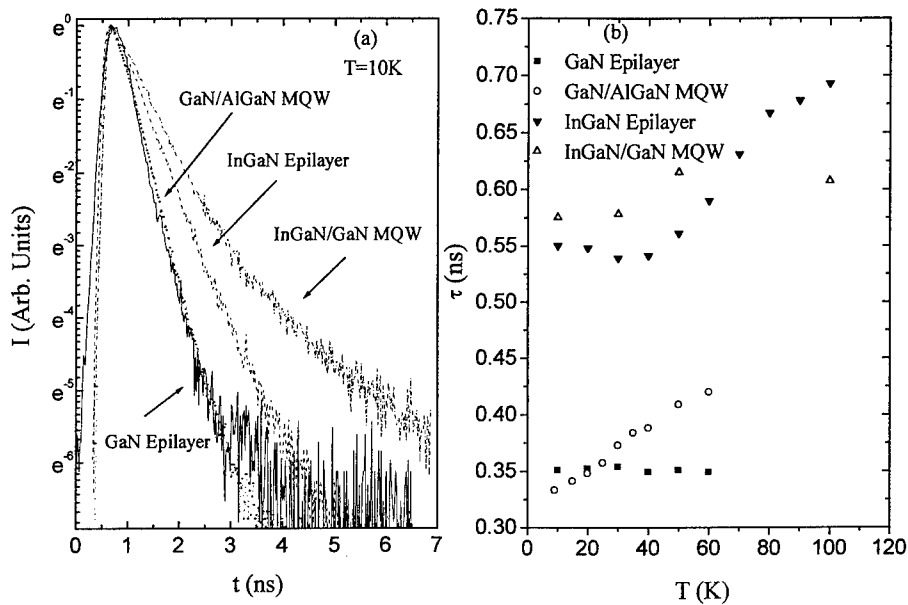 (a)
T=10K
GaN/AlGaN MQW
InGaN Epilayer
InGaN/GaN MQW
GaN Epilayer
I (Arb. Units)
e⁰
e⁻¹
e⁻²
e⁻³
e⁻⁴
e⁻⁵
e⁻⁶
0 1 2 3 4 5 6 7
t (ns)
(b)
GaN Epilayer
GaN/AlGaN MQW
InGaN Epilayer
InGaN/GaN MQW
τ (ns)
0.75
0.70
0.65
0.60
0.55
0.50
0.45
0.40
0.35
0.30
0 20 40 60 80 100 120
T (K)